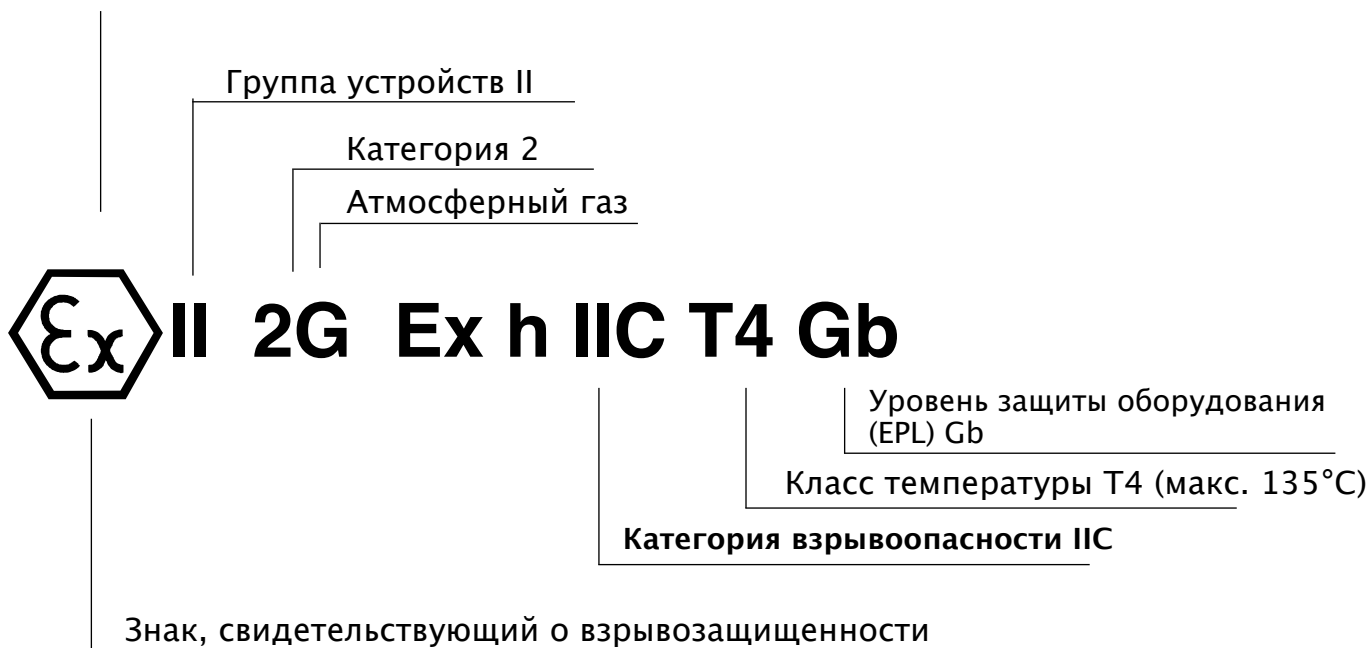 Группа устройств II
Категория 2
Атмосферный газ
Ex II 2G Ex h IIC T4 Gb
Уровень защиты оборудования
(EPL) Gb
Класс температуры T4 (макс. 135°C)
Категория взрывоопасности IIC
Знак, свидетельствующий о взрывозащищенности